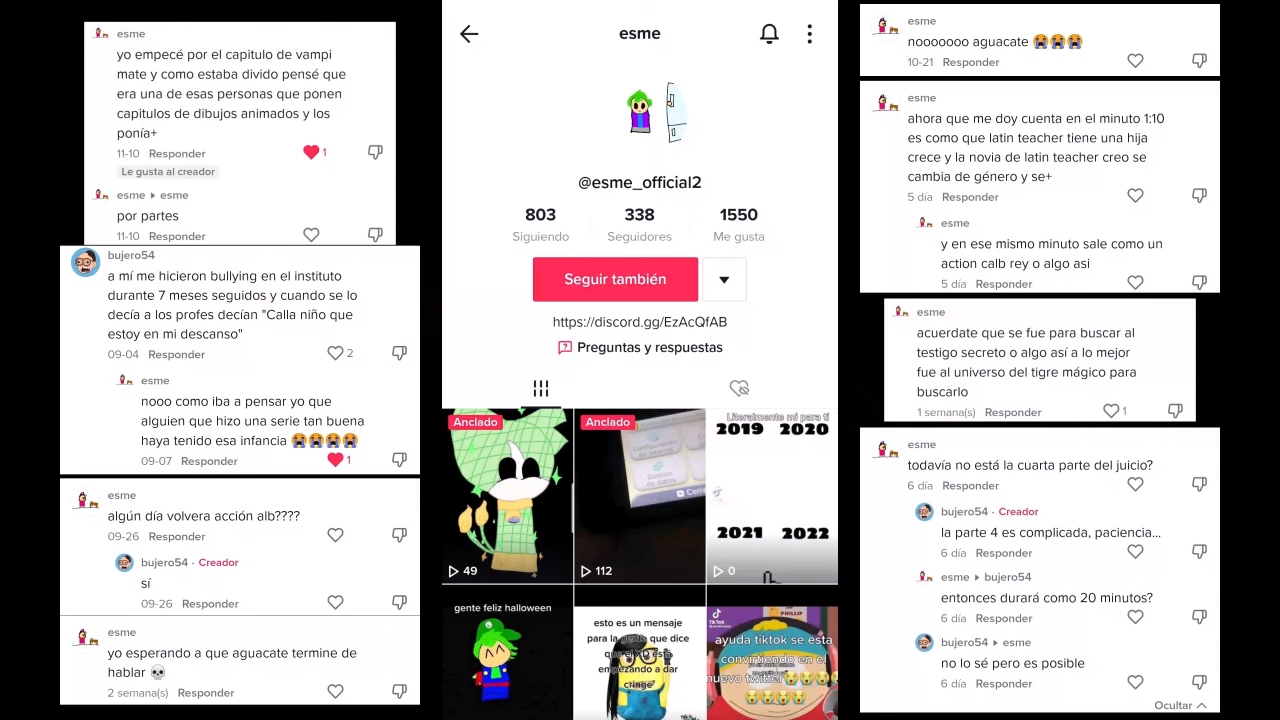 esme
yo empecé por el capitulo de vampi
mate y como estaba divido pensé que
era una de esas personas que ponen
capitulos de dibujos animados y los
ponía+
11-10 Responder 1
Le gusta al creador
esme ▸ esme
por partes
11-10 Responder
bujero54
a mí me hicieron bullying en el instituto
durante 7 meses seguidos y cuando se lo
decía a los profes decían "Calla niño que
estoy en mi descanso"
09-04 Responder 2
esme
nooo como iba a pensar yo que
alguien que hizo una serie tan buena
haya tenido esa infancia 😭😭😭😭
09-07 Responder 1
esme
algún día volvera acción alb????
09-26 Responder
bujero54 · Creador
sí
09-26 Responder
esme
yo esperando a que aguacate termine de
hablar 💀
2 semana(s) Responder
esme
@esme_official2
803 338 1550
Siguiendo Seguidores Me gusta
Seguir también
https://discord.gg/EzAcQfAB
Preguntas y respuestas
Anclado
49
Anclado
Gestión
de datos
112
Literalmente mi para ti
2019 2020
2021 2022
0
gente feliz halloween
esto es un mensaje
para la gente que dice
que el XD está
empezando a dar
cringe
PHILLIP
TikTok
ayuda tiktok se esta
convirtiendo en el
nuevo twitter😭😭😭😭
😭😭😭😭
esme
nooooooo aguacate 😭😭😭
10-21 Responder
esme
ahora que me doy cuenta en el minuto 1:10
es como que latin teacher tiene una hija
crece y la novia de latin teacher creo se
cambia de género y se+
5 día Responder
esme
y en ese mismo minuto sale como un
action calb rey o algo asi
5 día Responder
esme
acuerdate que se fue para buscar al
testigo secreto o algo así a lo mejor
fue al universo del tigre mágico para
buscarlo
1 semana(s) Responder 1
esme
todavía no está la cuarta parte del juicio?
6 día Responder
bujero54 · Creador
la parte 4 es complicada, paciencia...
6 día Responder
esme ▸ bujero54
entonces durará como 20 minutos?
6 día Responder
bujero54 ▸ esme
no lo sé pero es posible
6 día Responder
Ocultar